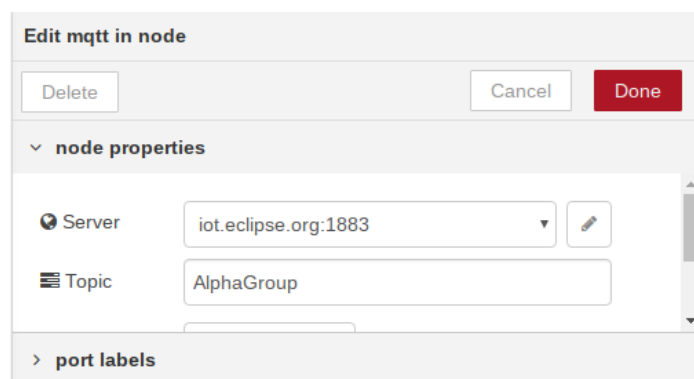 Edit mqtt in node
Delete Cancel Done
node properties
Server iot.eclipse.org:1883
Topic AlphaGroup
port labels